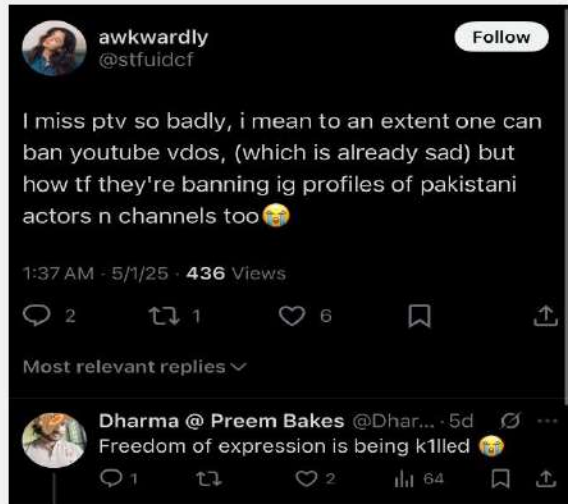 awkwardly
Follow
@stfuidcf
I miss ptv so badly, i mean to an extent one can
ban youtube vdos, (which is already sad) but
how tf they're banning ig profiles of pakistani
actors n channels too😭
1:37 AM · 5/1/25 · 436 Views
2 1 6
Most relevant replies
Dharma @ Preem Bakes @Dhar... · 5d
Freedom of expression is being k1lled 😭
1 2 64